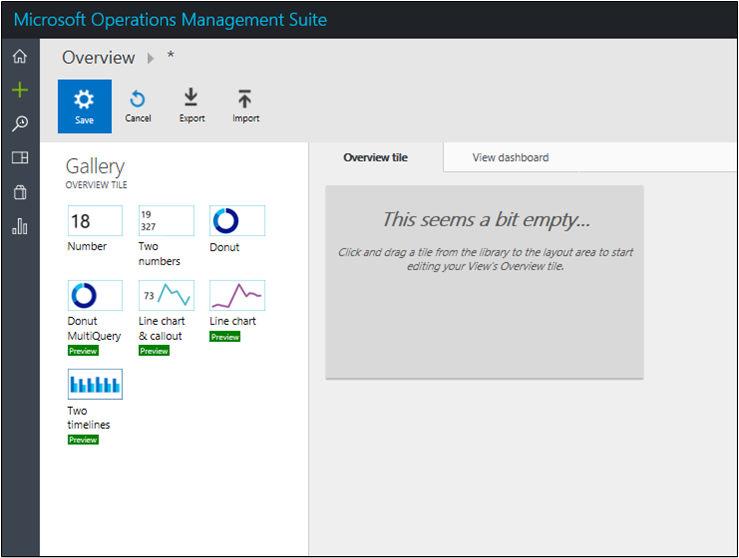 Microsoft Operations Management Suite
Overview *
Save Cancel Export Import
Gallery
OVERVIEW TILE
Overview tile View dashboard
18
19
327
Number
Two
numbers
Donut
73
Donut
MultiQuery
Preview
Line chart
& callout
Preview
Line chart
Preview
Two
timelines
Preview
This seems a bit empty...
Click and drag a tile from the library to the layout area to start
editing your View's Overview tile.